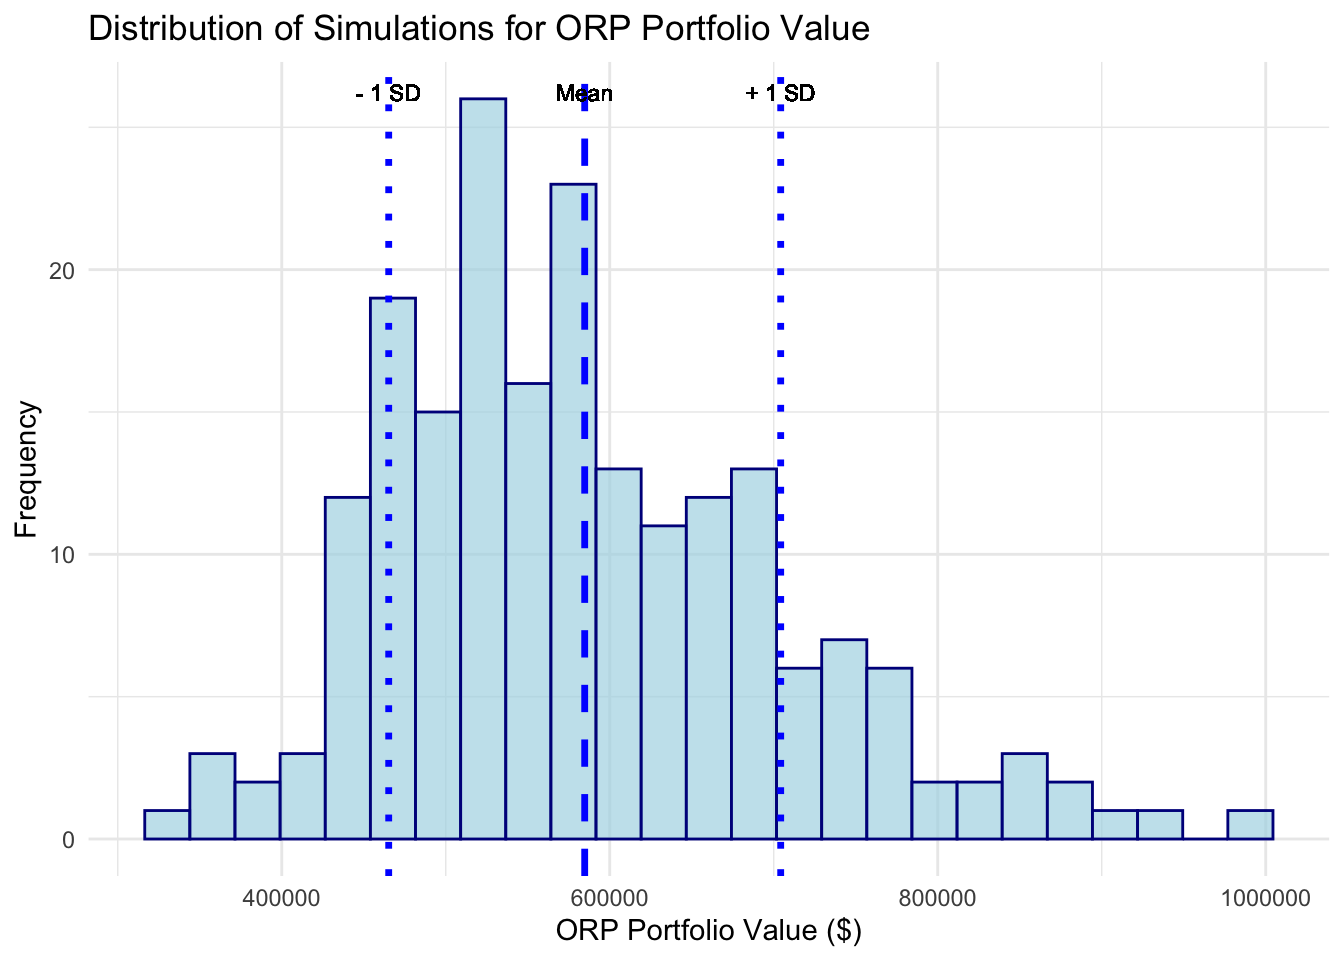 Distribution of Simulations for ORP Portfolio Value
- 1 SD Mean + 1 SD
20
10
0
Frequency
400000 600000 800000 1000000
ORP Portfolio Value ($)